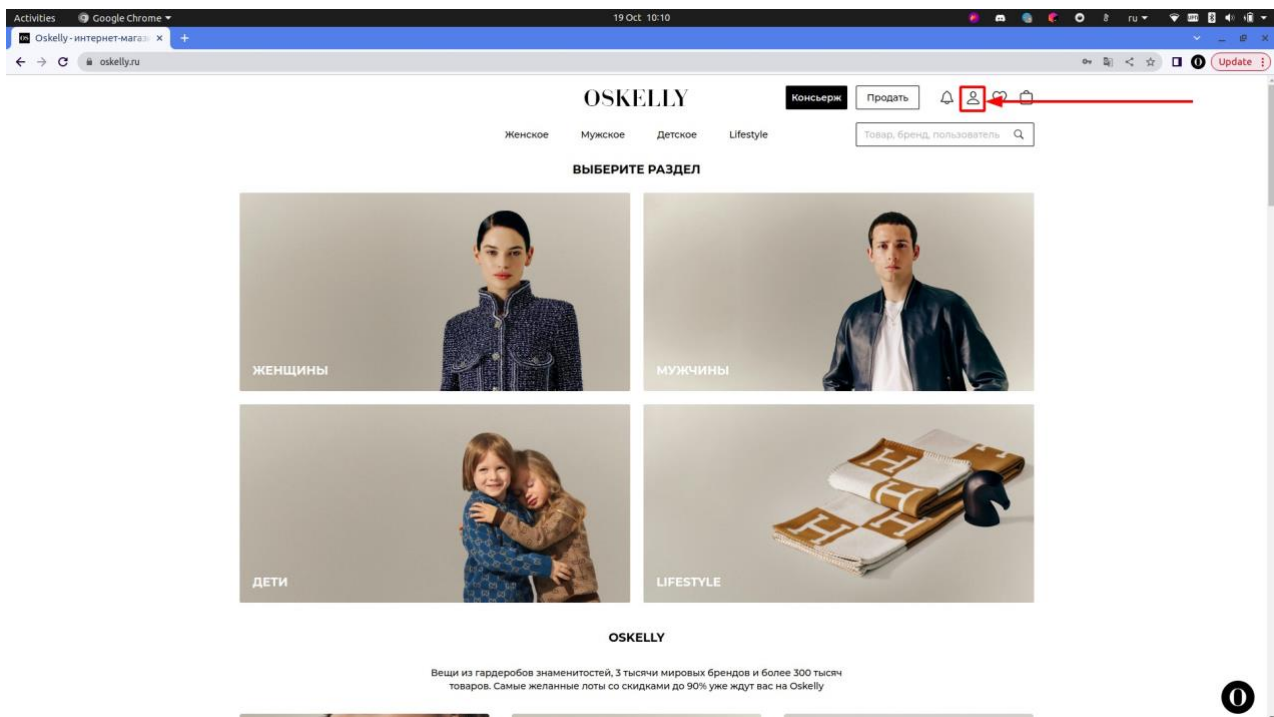 Activities Google Chrome 19 Oct 10:10 ru
Oskelly - интернет-магаз
oskelly.ru Update
OSKELLY Консьерж Продать
Женское Мужское Детское Lifestyle Товар, бренд, пользователь
ВЫБЕРИТЕ РАЗДЕЛ
ЖЕНЩИНЫ МУЖЧИНЫ
ДЕТИ LIFESTYLE
OSKELLY
Вещи из гардеробов знаменитостей, 3 тысячи мировых брендов и более 300 тысяч
товаров. Самые желанные лоты со скидками до 90% уже ждут вас на Oskelly